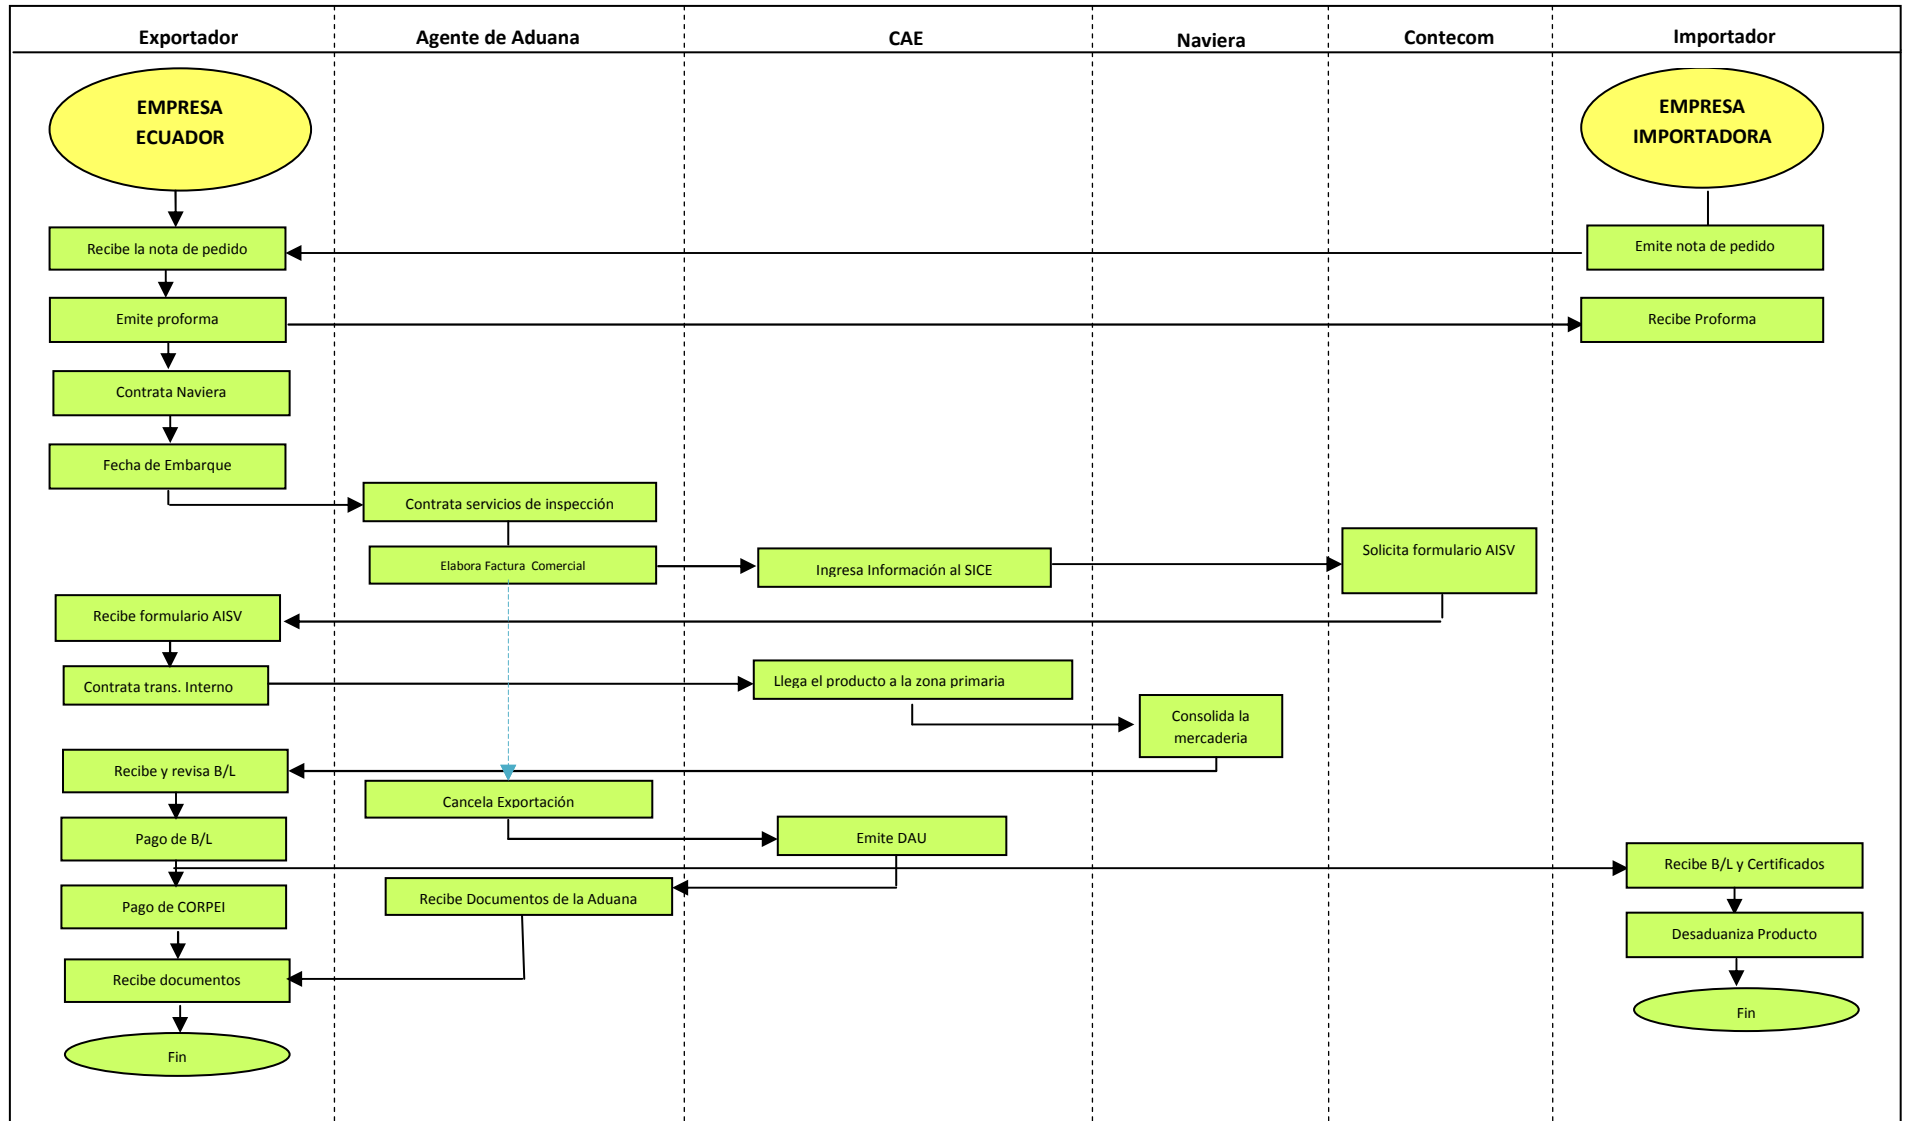 Exportador
Agente de Aduana
CAE
Naviera
Contecom
Importador
EMPRESA
ECUADOR
EMPRESA
IMPORTADORA
Recibe la nota de pedido
Emite nota de pedido
Emite proforma
Recibe Proforma
Contrata Naviera
Fecha de Embarque
Contrata servicios de inspección
Elabora Factura Comercial
Ingresa Información al SICE
Solicita formulario AISV
Recibe formulario AISV
Contrata trans. Interno
Llega el producto a la zona primaria
Consolida la
mercaderia
Recibe y revisa B/L
Cancela Exportación
Pago de B/L
Emite DAU
Recibe B/L y Certificados
Recibe Documentos de la Aduana
Pago de CORPEI
Desaduaniza Producto
Recibe documentos
Fin
Fin